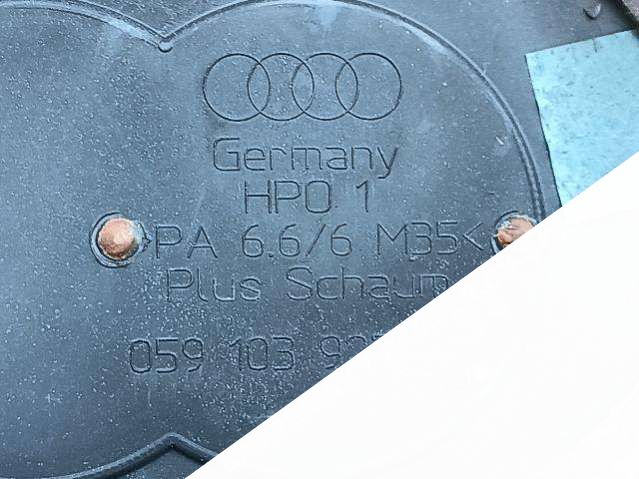 Germany
HPO 1
>PA 6.6/6 M35<
Plus Schaum
059 103